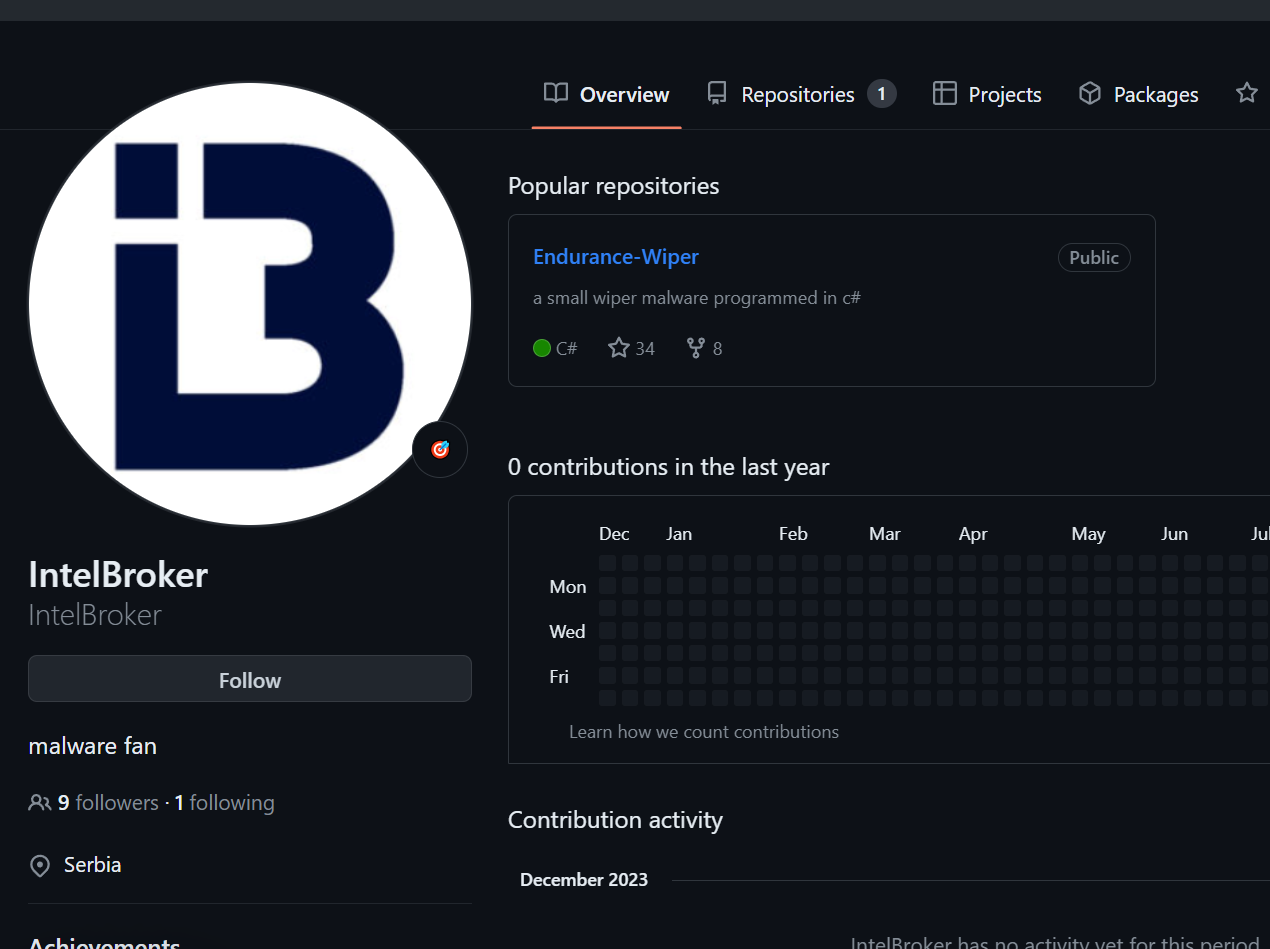 Overview
Repositories 1
Projects
Packages
Popular repositories
Endurance-Wiper
Public
a small wiper malware programmed in c#
C# 34 8
0 contributions in the last year
Dec Jan Feb Mar Apr May Jun Jul
Mon
Wed
Fri
Learn how we count contributions
Contribution activity
December 2023
IntelBroker has no activity yet for this period.
iB
IntelBroker
IntelBroker
Follow
malware fan
9 followers · 1 following
Serbia
Achievements